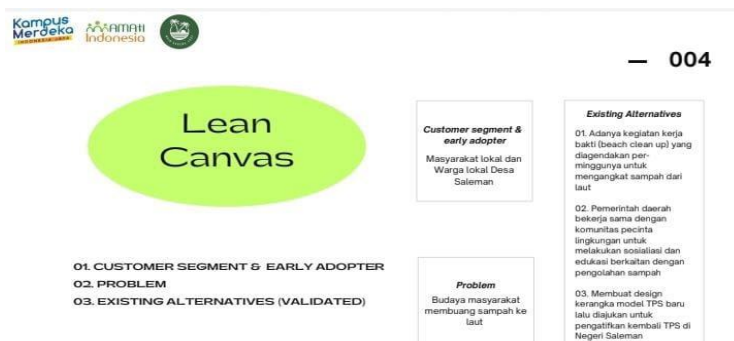 Kampus
Merdeka
INDONESIA JAYA
AMATI
Indonesia
— 004
Lean
Canvas
01. CUSTOMER SEGMENT & EARLY ADOPTER
02. PROBLEM
03. EXISTING ALTERNATIVES (VALIDATED)
Customer segment &
early adopter
Masyarakat lokal dan
Warga lokal Desa
Saleman
Problem
Budaya masyarakat
membuang sampah ke
laut
Existing Alternatives
01. Adanya kegiatan kerja
bakti (beach clean up) yang
diagendakan per-
minggunya untuk
mengangkat sampah dari
laut
02. Pemerintah daerah
bekerja sama dengan
komunitas pecinta
lingkungan untuk
melakukan sosialiasi dan
edukasi berkaitan dengan
pengolahan sampah
03. Membuat design
kerangka model TPS baru
lalu diajukan untuk
pengatifkan kembali TPS di
Negeri Saleman